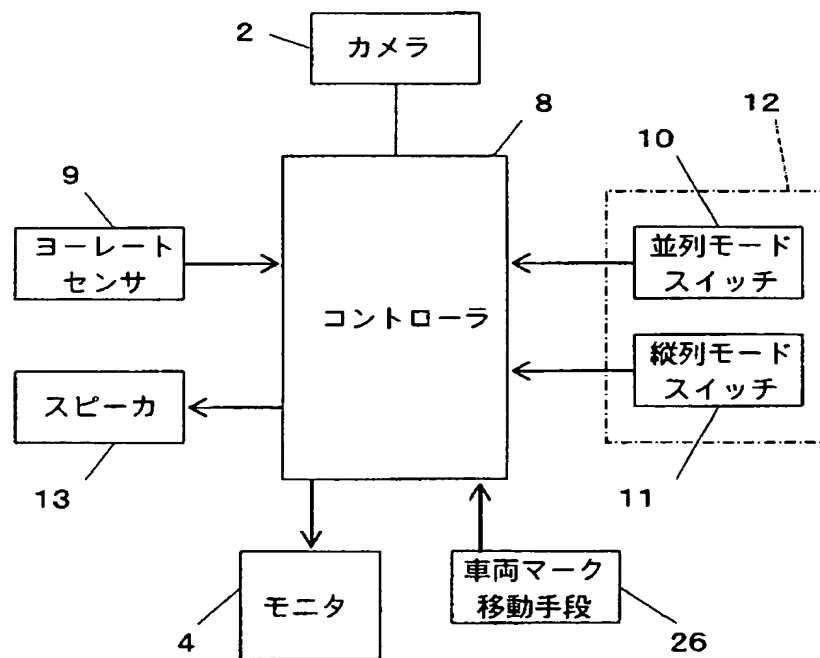 2
カメラ
12
8
10
9
ヨーレート
センサ
並列モード
スイッチ
コントローラ
縦列モード
スイッチ
スピーカ
13
11
モニタ
車両マーク
移動手段
4
26